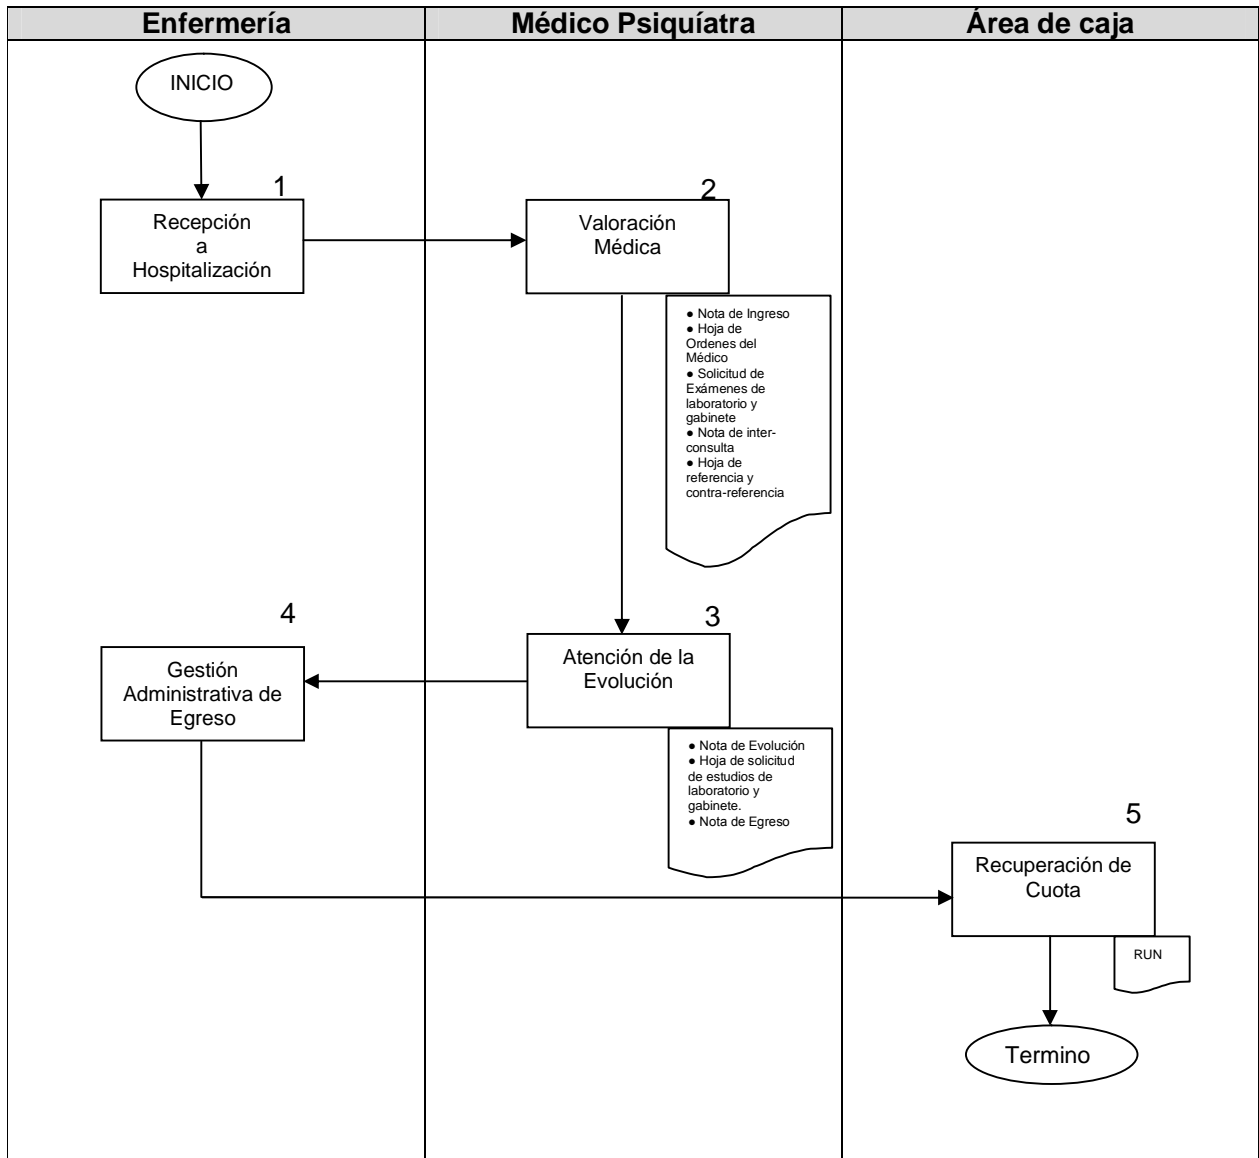 Enfermería
Médico Psiquíatra
Área de caja
INICIO
1
Recepción
a
Hospitalización
2
Valoración
Médica
● Nota de Ingreso
● Hoja de
Ordenes del
Médico
● Solicitud de
Exámenes de
laboratorio y
gabinete
● Nota de inter-
consulta
● Hoja de
referencia y
contra-referencia
3
Atención de la
Evolución
● Nota de Evolución
● Hoja de solicitud
de estudios de
laboratorio y
gabinete.
● Nota de Egreso
4
Gestión
Administrativa de
Egreso
5
Recuperación de
Cuota
RUN
Termino